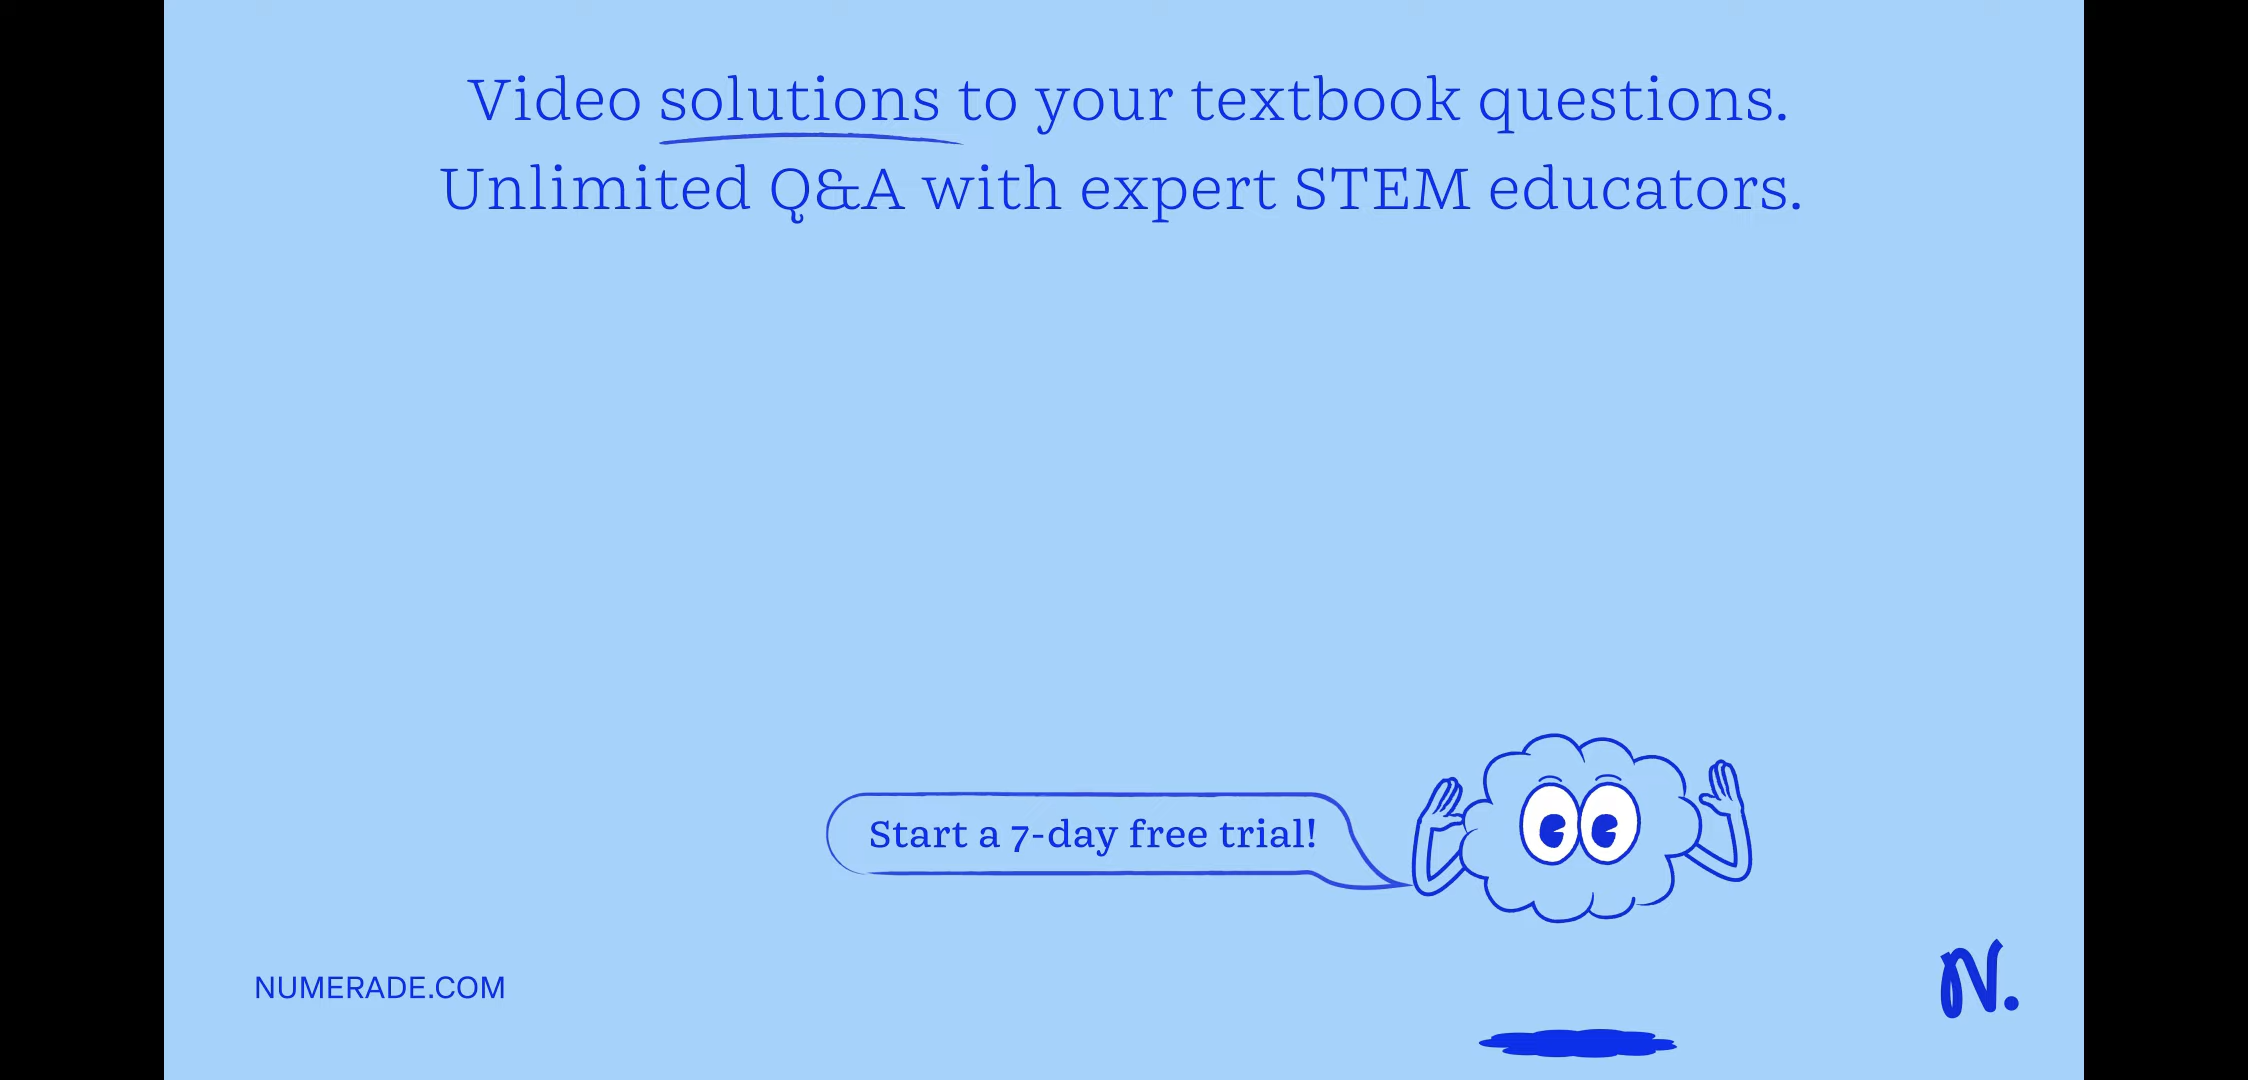 Video solutions to your textbook questions.
Unlimited Q&A with expert STEM educators.
Start a 7-day free trial!
NUMERADE.COM
N.